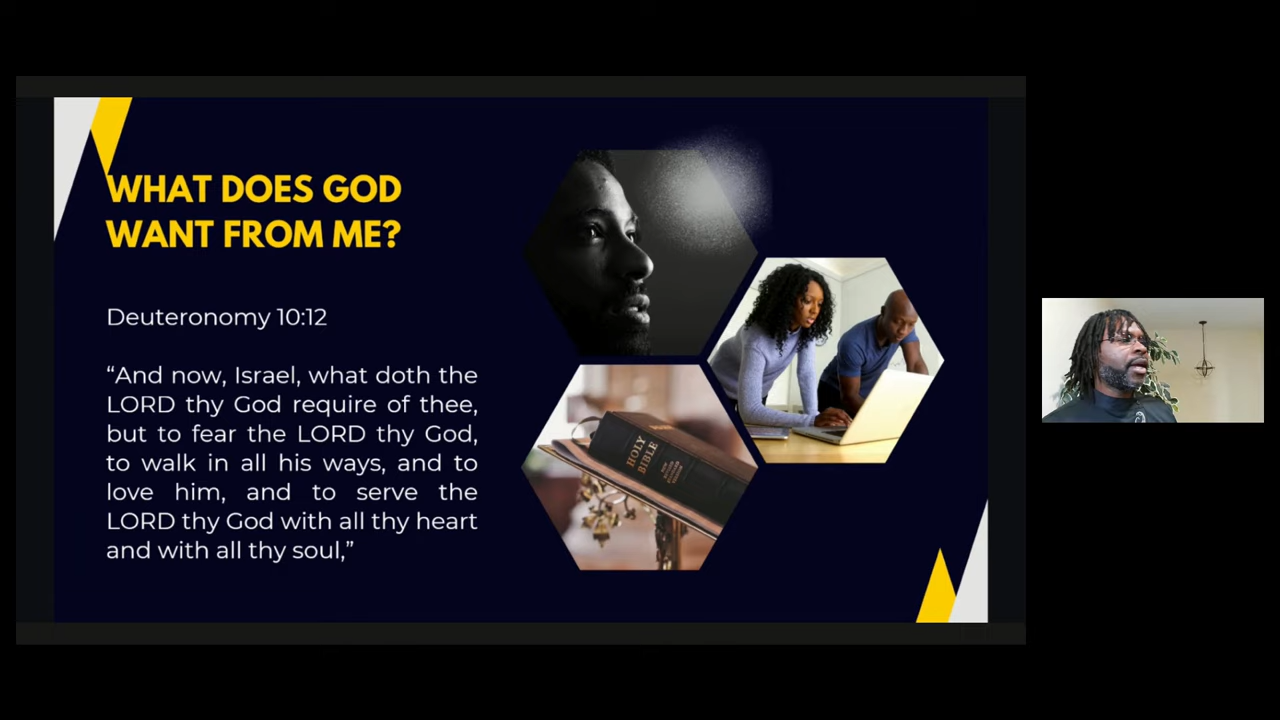 WHAT DOES GOD
WANT FROM ME?
Deuteronomy 10:12
“And now, Israel, what doth the
LORD thy God require of thee,
but to fear the LORD thy God,
to walk in all his ways, and to
love him, and to serve the
LORD thy God with all thy heart
and with all thy soul,”
HOLY
BIBLE